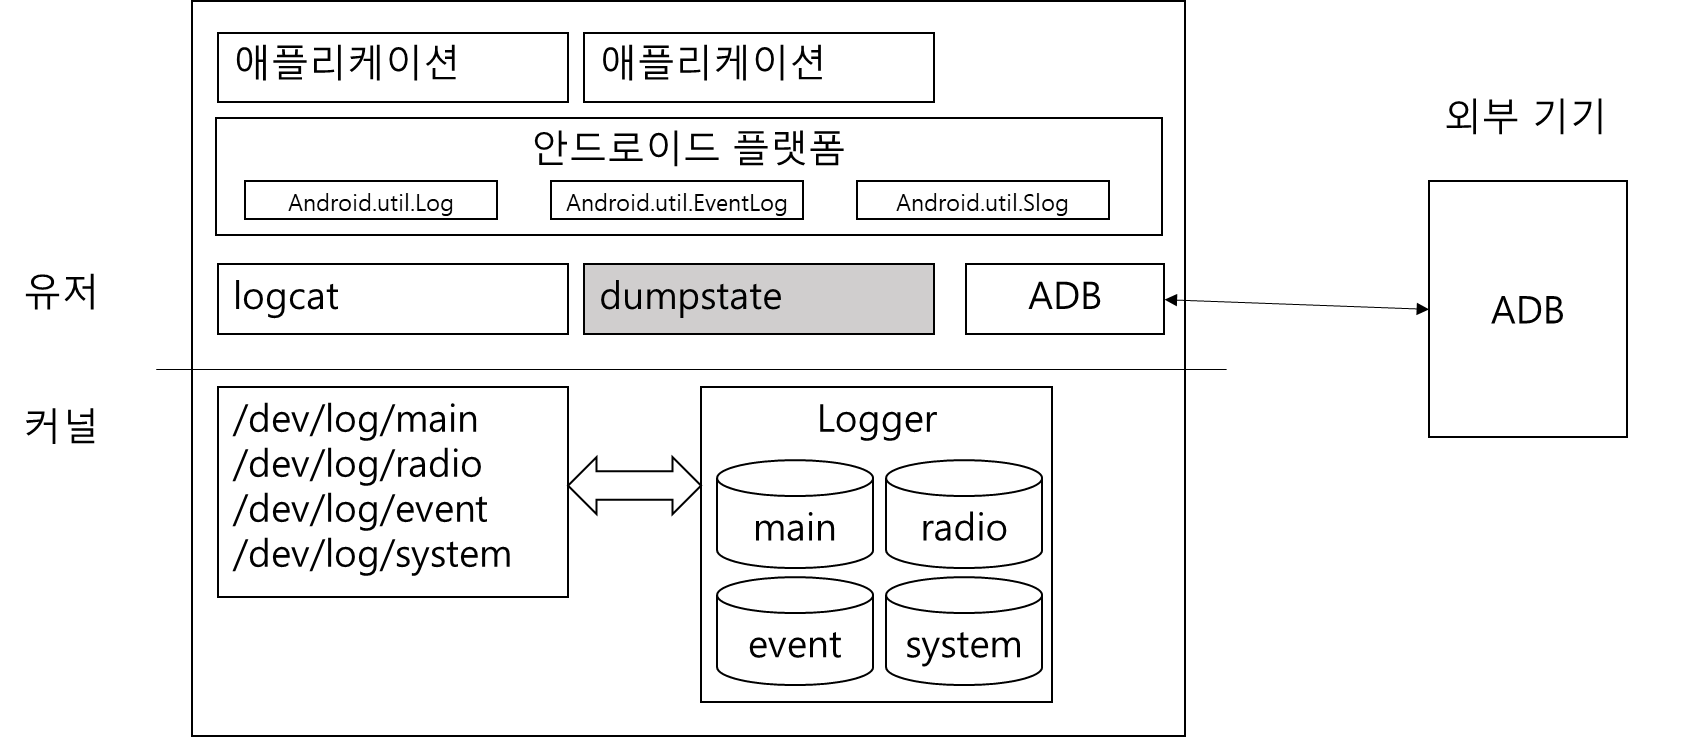 애플리케이션
애플리케이션
안드로이드 플랫폼
Android.util.Log
Android.util.EventLog
Android.util.Slog
외부 기기
유저
logcat
dumpstate
ADB
ADB
커널
/dev/log/main
/dev/log/radio
/dev/log/event
/dev/log/system
Logger
main
radio
event
system